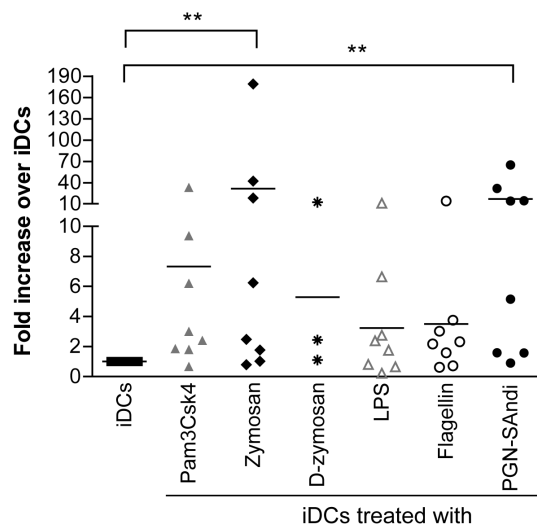 **
**
Fold increase over iDCs
190
160
130
100
70
40
10
10
8
6
4
2
0
iDCs
Pam3Csk4
Zymosan
D-zymosan
LPS
Flagellin
PGN-SAndi
iDCs treated with